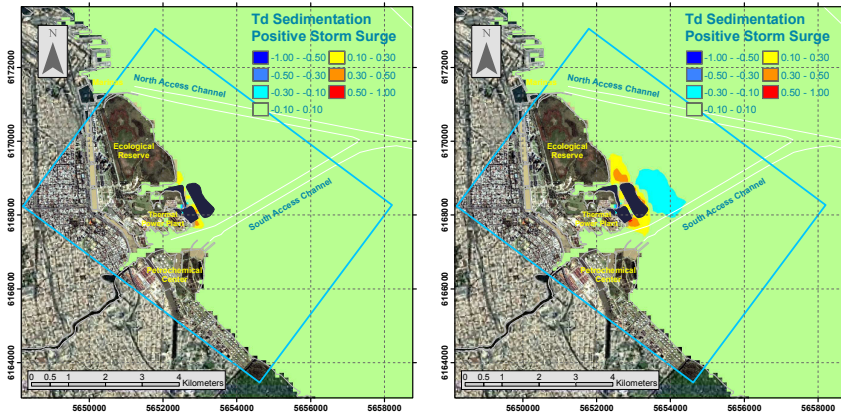 Td Sedimentation
Positive Storm Surge
N
-1.00 - -0.50
0.10 - 0.30
-0.50 - -0.30
0.30 - 0.50
-0.30 - -0.10
0.50 - 1.00
-0.10 - 0.10
North Access Channel
Ecological
Reserve
South Access Channel
Thermal
Petrochemical
Center
0 0.5 1 2 3 4
Kilometers
6172000
6170000
6168000
6166000
6164000
5650000 5652000 5654000 5656000 5658000
Td Sedimentation
Positive Storm Surge
N
-1.00 - -0.50
0.10 - 0.30
-0.50 - -0.30
0.30 - 0.50
-0.30 - -0.10
0.50 - 1.00
-0.10 - 0.10
North Access Channel
Ecological
Reserve
South Access Channel
Thermal
Petrochemical
Center
0 0.5 1 2 3 4
Kilometers
6172000
6170000
6168000
6166000
6164000
5650000 5652000 5654000 5656000 5658000